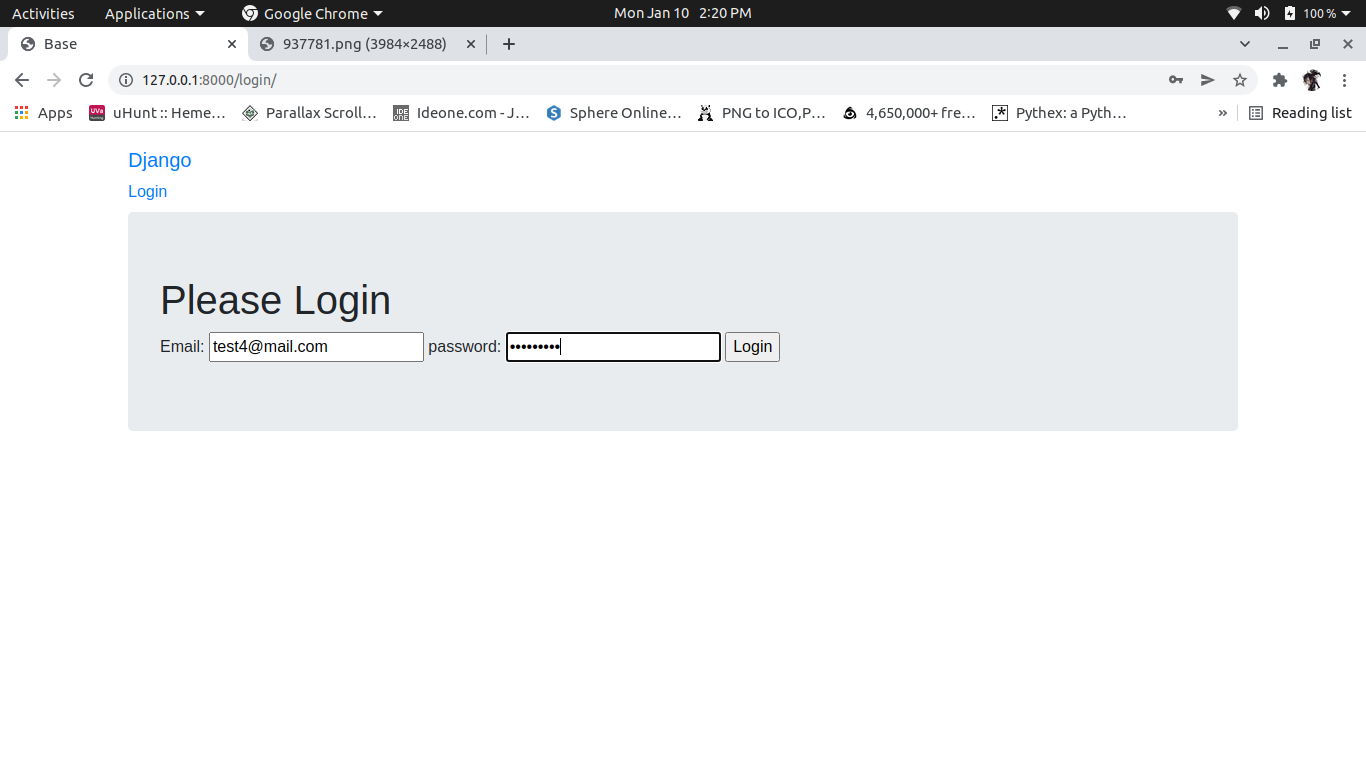 Activities Applications Google Chrome Mon Jan 10 2:20 PM 100 %
Base 937781.png (3984×2488)
127.0.0.1:8000/login/
Apps uHunt :: Heme… Parallax Scroll… Ideone.com - J… Sphere Online… PNG to ICO,P… 4,650,000+ fre… Pythex: a Pyth… » Reading list
Django
Login
Please Login
Email: test4@mail.com password: ••••••••• Login